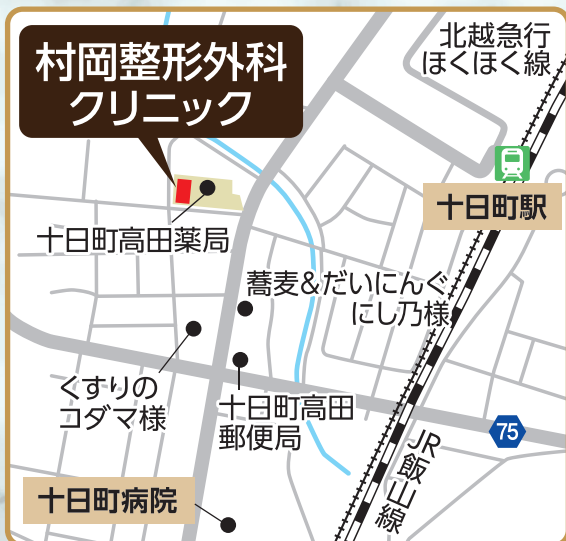 北越急行
ほくほく線
村岡整形外科
クリニック
十日町駅
十日町高田薬局
蕎麦&だいにんぐ
にし乃様
くすりの
コダマ様
十日町高田
郵便局
75
JR飯山線
十日町病院